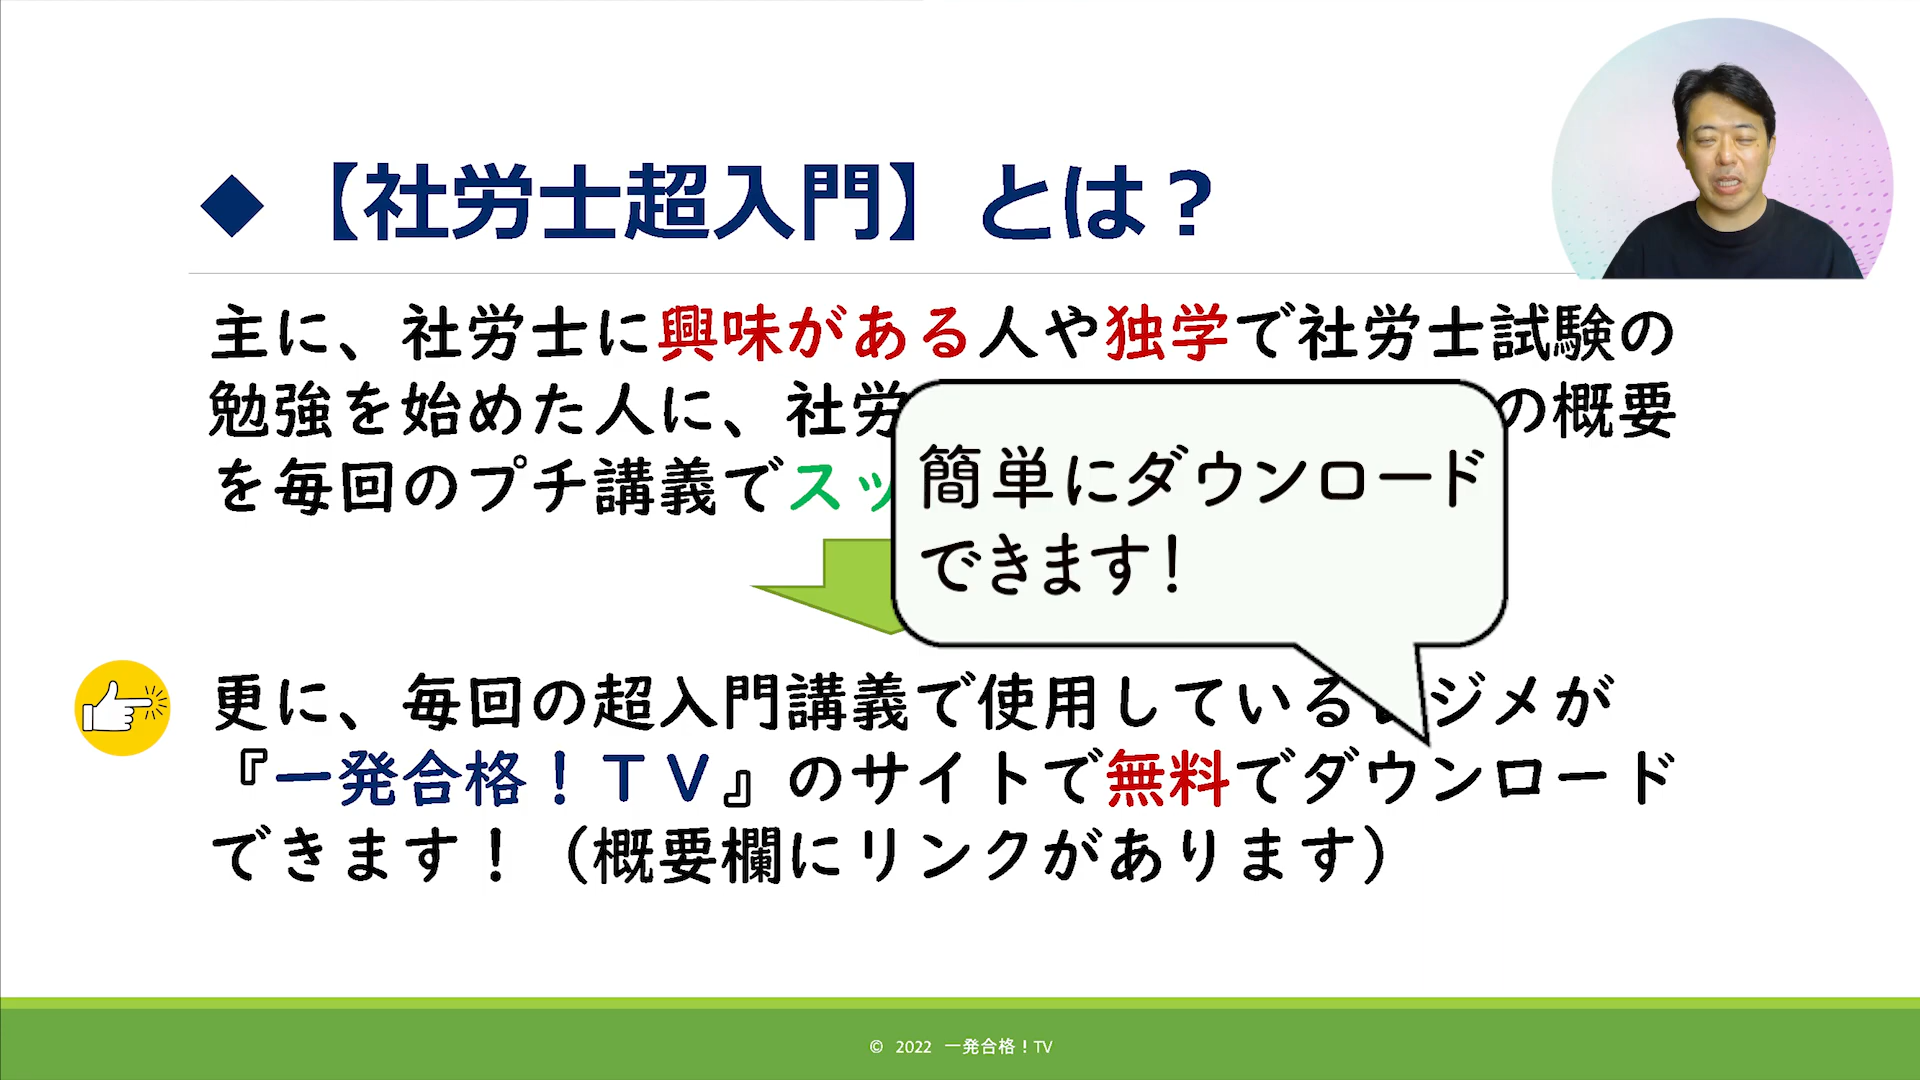 ◆【社労士超入門】とは？
主に、社労士に興味がある人や独学で社労士試験の
勉強を始めた人に、社労
の概要
を毎回のプチ講義でスッ
簡単にダウンロード
できます！
更に、毎回の超入門講義で使用している
ジメが
『一発合格！ＴＶ』のサイトで無料でダウンロード
できます！（概要欄にリンクがあります）
© 2022 一発合格！TV